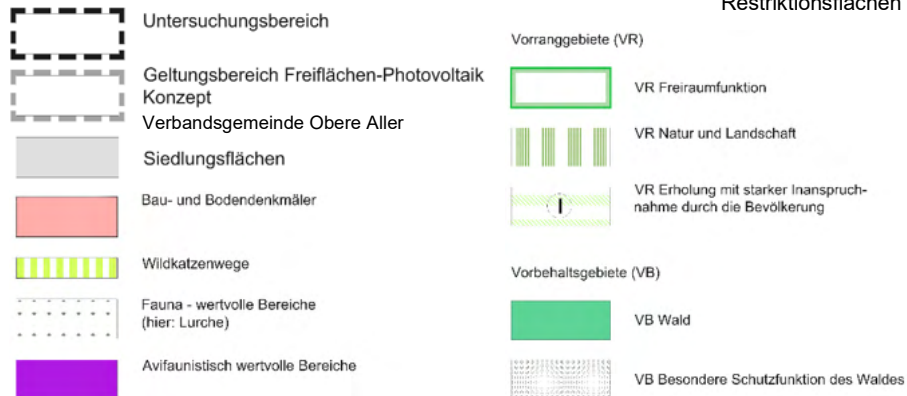 Restriktionsflächen
Untersuchungsbereich
Geltungsbereich Freiflächen-Photovoltaik
Konzept
Verbandsgemeinde Obere Aller
Siedlungsflächen
Bau- und Bodendenkmäler
Wildkatzenwege
Fauna - wertvolle Bereiche
(hier: Lurche)
Avifaunistisch wertvolle Bereiche
Vorranggebiete (VR)
VR Freiraumfunktion
VR Natur und Landschaft
VR Erholung mit starker Inanspruch-
nahme durch die Bevölkerung
I
Vorbehaltsgebiete (VB)
VB Wald
VB Besondere Schutzfunktion des Waldes